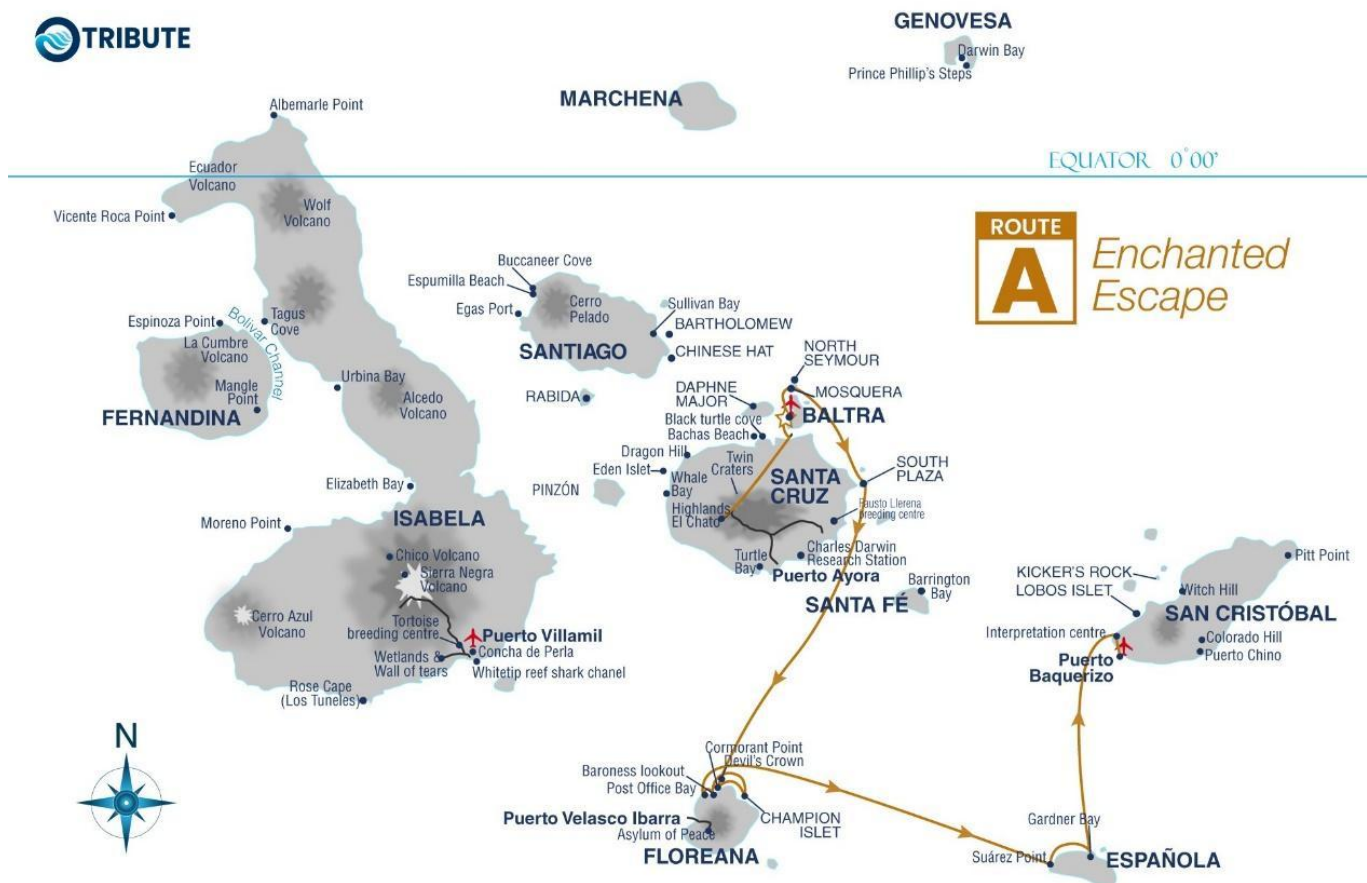 TRIBUTE
GENOVESA
Darwin Bay
Prince Phillip's Steps
MARCHENA
Albemarle Point
EQUATOR 0°00'
Ecuador
Volcano
Wolf
Volcano
Vicente Roca Point
ROUTE
A
Enchanted
Escape
Buccaneer Cove
Espumilla Beach
Egas Port
Cerro
Pelado
Sullivan Bay
BARTHOLOMEW
CHINESE HAT
SANTIAGO
Espinoza Point
Bolivar Channel
Tagus
Cove
La Cumbre
Volcano
Mangle
Point
FERNANDINA
Urbina Bay
Alcedo
Volcano
RABIDA
NORTH
SEYMOUR
MOSQUERA
DAPHNE
MAJOR
BALTRA
Black turtle cove
Bachas Beach
Dragon Hill
Eden Islet
Whale
Bay
Twin
Craters
SANTA
CRUZ
SOUTH
PLAZA
Highlands
El Chato
Fausto Llerena
breeding centre
PINZÓN
Elizabeth Bay
ISABELA
Moreno Point
Chico Volcano
Sierra Negra
Volcano
Turtle
Bay
Charles Darwin
Research Station
Puerto Ayora
Barrington
Bay
SANTA FÉ
Pitt Point
KICKER'S ROCK
LOBOS ISLET
Witch Hill
SAN CRISTÓBAL
Interpretation centre
Colorado Hill
Puerto Chino
Puerto
Baquerizo
Cerro Azul
Volcano
Tortoise
breeding centre
Puerto Villamil
Concha de Perla
Wetlands &
Wall of tears
Whitetip reef shark chanel
Rose Cape
(Los Tuneles)
N
Cormorant Point
Devil's Crown
Baroness lookout
Post Office Bay
Puerto Velasco Ibarra
Asylum of Peace
CHAMPION
ISLET
FLOREANA
Gardner Bay
Suárez Point
ESPAÑOLA